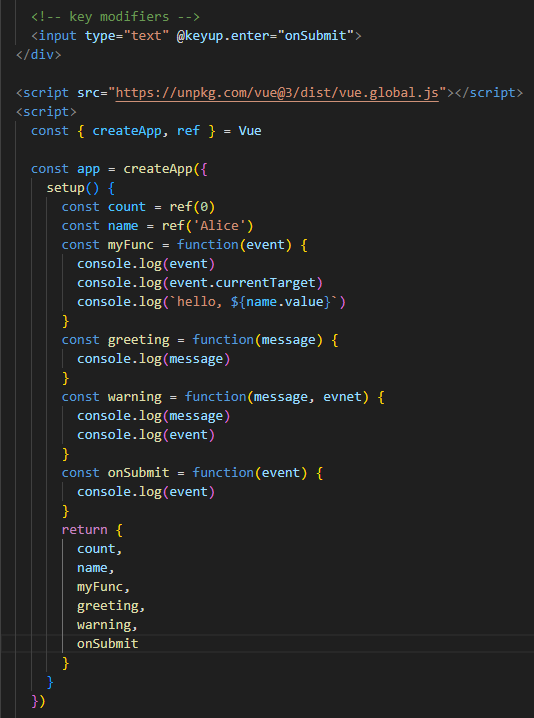 <!-- key modifiers -->
<input type="text" @keyup.enter="onSubmit">
</div>
<script src="https://unpkg.com/vue@3/dist/vue.global.js"></script>
<script>
const { createApp, ref } = Vue
const app = createApp({
setup() {
const count = ref(0)
const name = ref('Alice')
const myFunc = function(event) {
console.log(event)
console.log(event.currentTarget)
console.log(`hello, ${name.value}`)
}
const greeting = function(message) {
console.log(message)
}
const warning = function(message, evnet) {
console.log(message)
console.log(event)
}
const onSubmit = function(event) {
console.log(event)
}
return {
count,
name,
myFunc,
greeting,
warning,
onSubmit
}
}
})